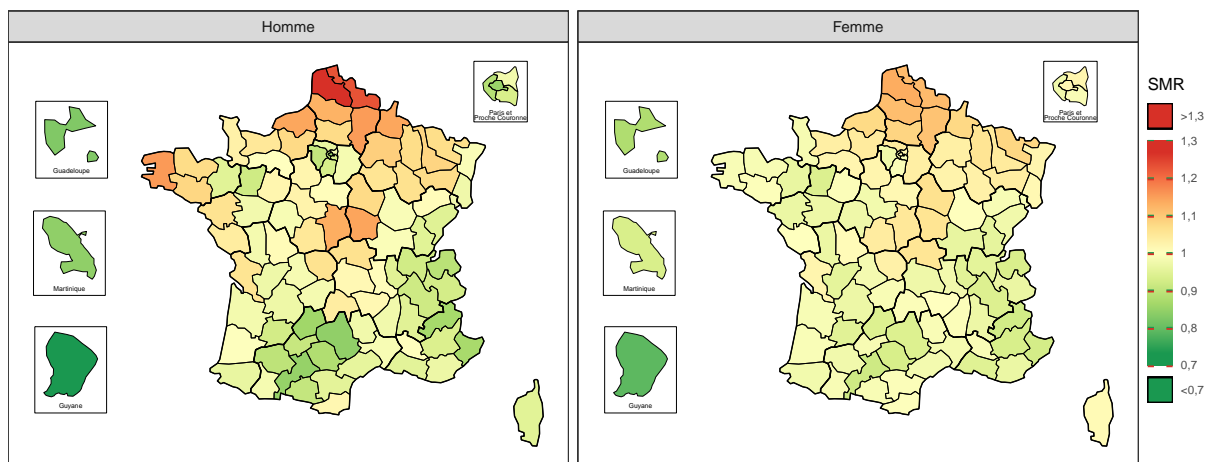 Homme
Femme
Paris et
Proche Couronne
Guadeloupe
Martinique
Guyane
Paris et
Proche Couronne
Guadeloupe
Martinique
Guyane
SMR
>1,3
1,3
1,2
1,1
1
0,9
0,8
0,7
<0,7